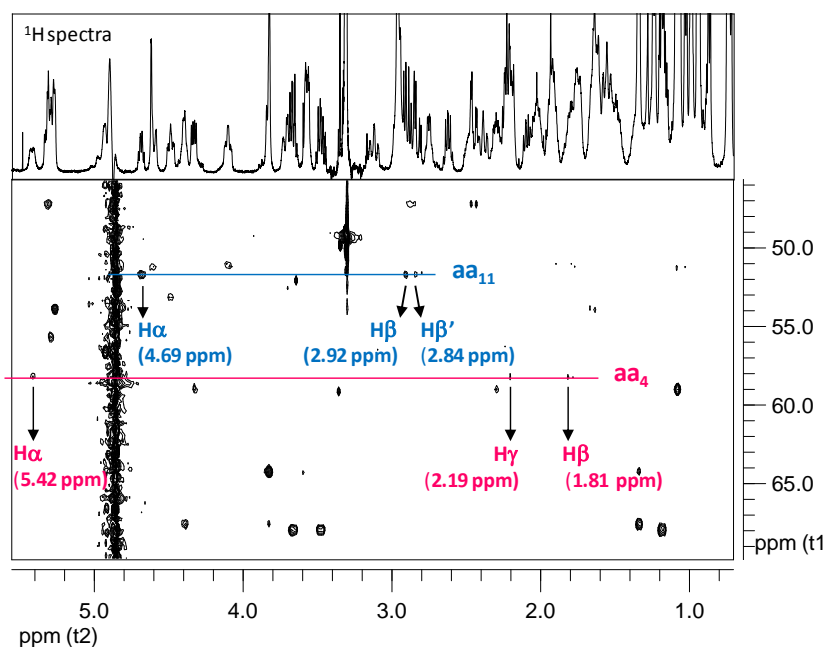 ¹H spectra
50.0
aa₁₁
55.0
Hα
Hβ
Hβ’
(4.69 ppm)
(2.92 ppm)
(2.84 ppm)
aa₄
60.0
Hα
Hγ
Hβ
(5.42 ppm)
(2.19 ppm)
(1.81 ppm)
65.0
ppm (t1
5.0
4.0
3.0
2.0
1.0
ppm (t2)